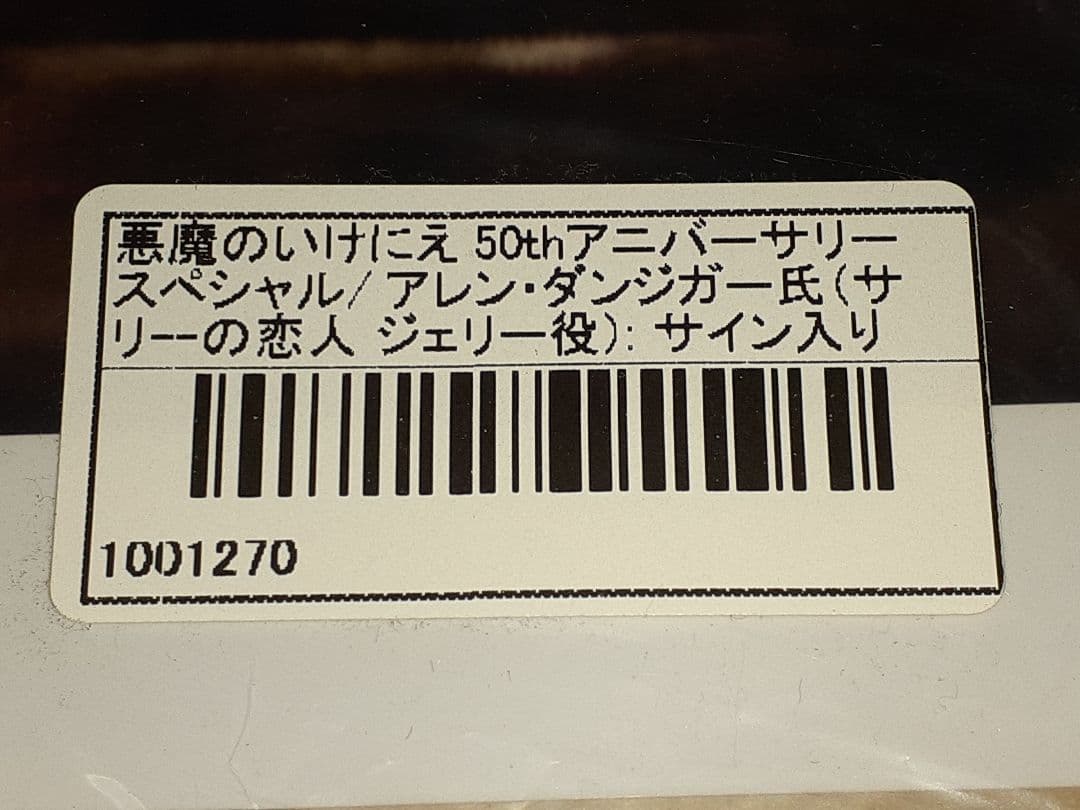 悪魔のいけにえ 50thアニバーサリー
スペシャル/ アレン・ダンジガー氏(サ
リーの恋人 ジェリー役): サイン入り
1001270